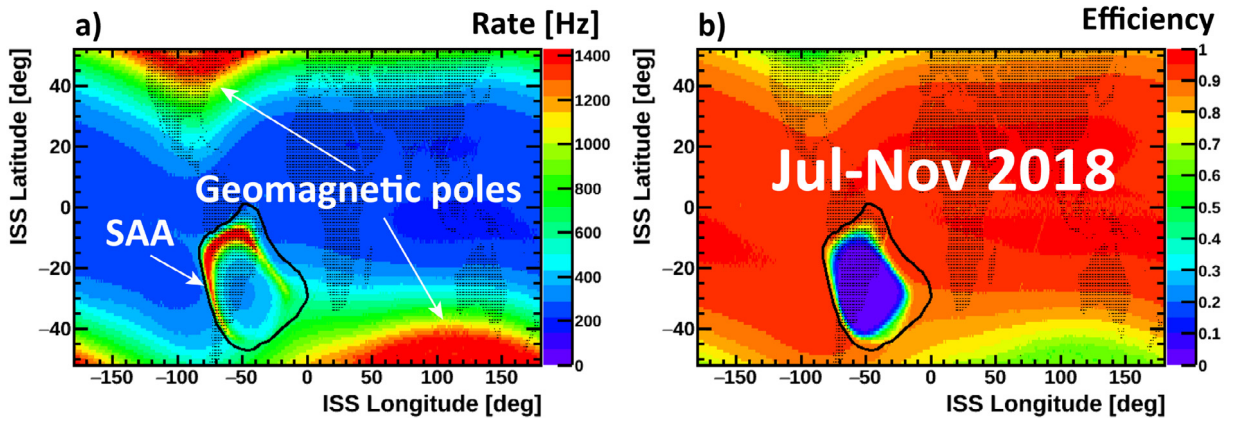 a)
Rate [Hz]
ISS Latitude [deg]
40
20
0
−20
−40
Geomagnetic poles
SAA
1400
1200
1000
800
600
400
200
0
−150 −100 −50 0 50 100 150
ISS Longitude [deg]
b)
Efficiency
ISS Latitude [deg]
40
20
0
−20
−40
Jul-Nov 2018
1
0.9
0.8
0.7
0.6
0.5
0.4
0.3
0.2
0.1
0
−150 −100 −50 0 50 100 150
ISS Longitude [deg]